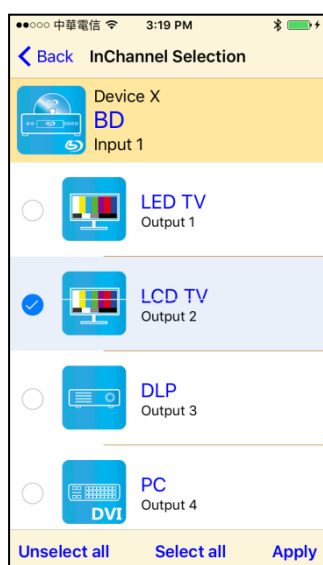 中華電信 3:19 PM
Back InChannel Selection
Device X
BD
Input 1
LED TV
Output 1
LCD TV
Output 2
DLP
Output 3
PC
Output 4
DVI
Unselect all Select all Apply